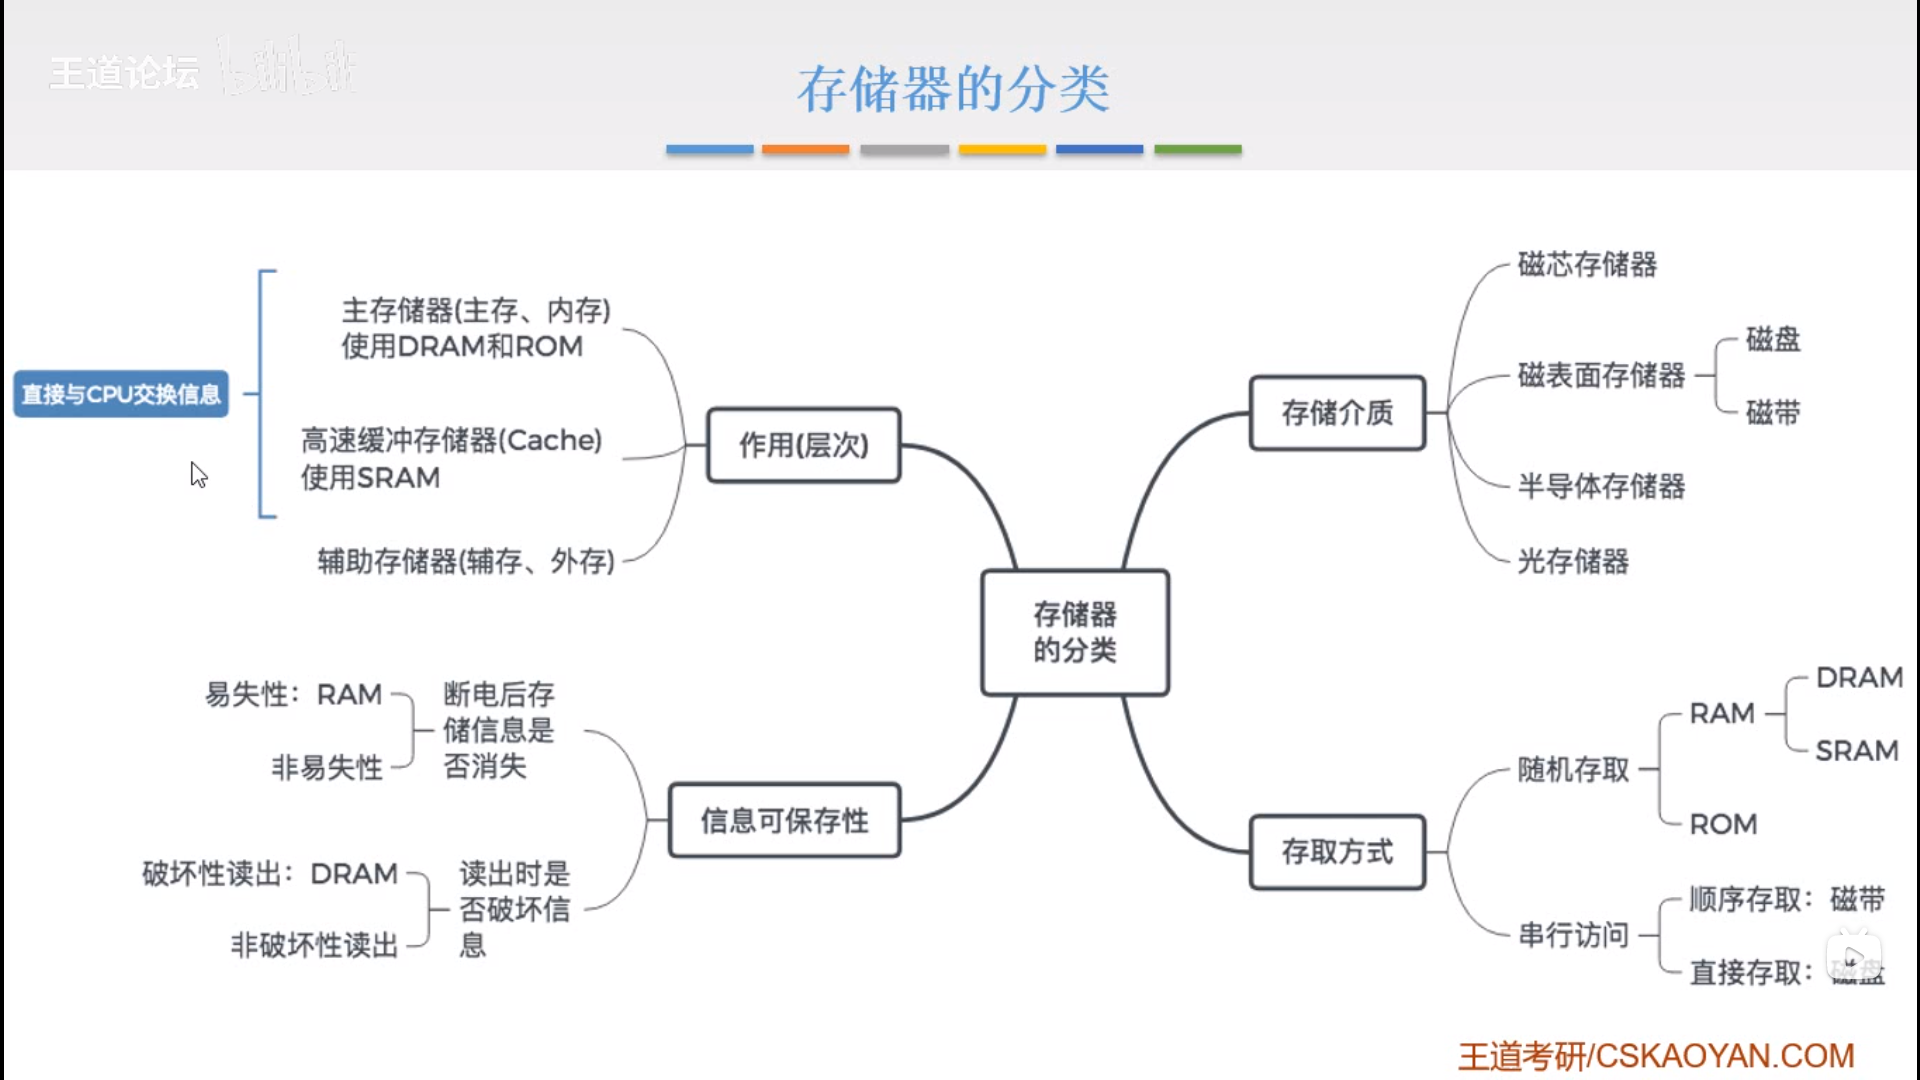 王道论坛 bilibili
存储器的分类
主存储器(主存、内存)
使用DRAM和ROM
直接与CPU交换信息
高速缓冲存储器(Cache)
使用SRAM
辅助存储器(辅存、外存)
作用(层次)
存储介质
磁芯存储器
磁表面存储器
磁盘
磁带
半导体存储器
光存储器
存储器
的分类
易失性：RAM
非易失性
断电后存
储信息是
否消失
信息可保存性
破坏性读出：DRAM
非破坏性读出
读出时是
否破坏信
息
存取方式
随机存取
RAM
DRAM
SRAM
ROM
串行访问
顺序存取：磁带
直接存取：磁盘
王道考研/CSKAOYAN.COM